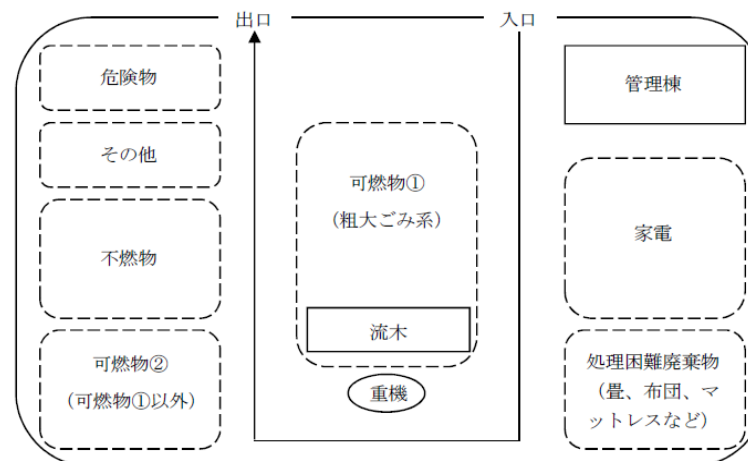 出口
入口
危険物
その他
不燃物
可燃物②
（可燃物①以外）
可燃物①
（粗大ごみ系）
流木
重機
管理棟
家電
処理困難廃棄物
（畳、布団、マ
ットレスなど）